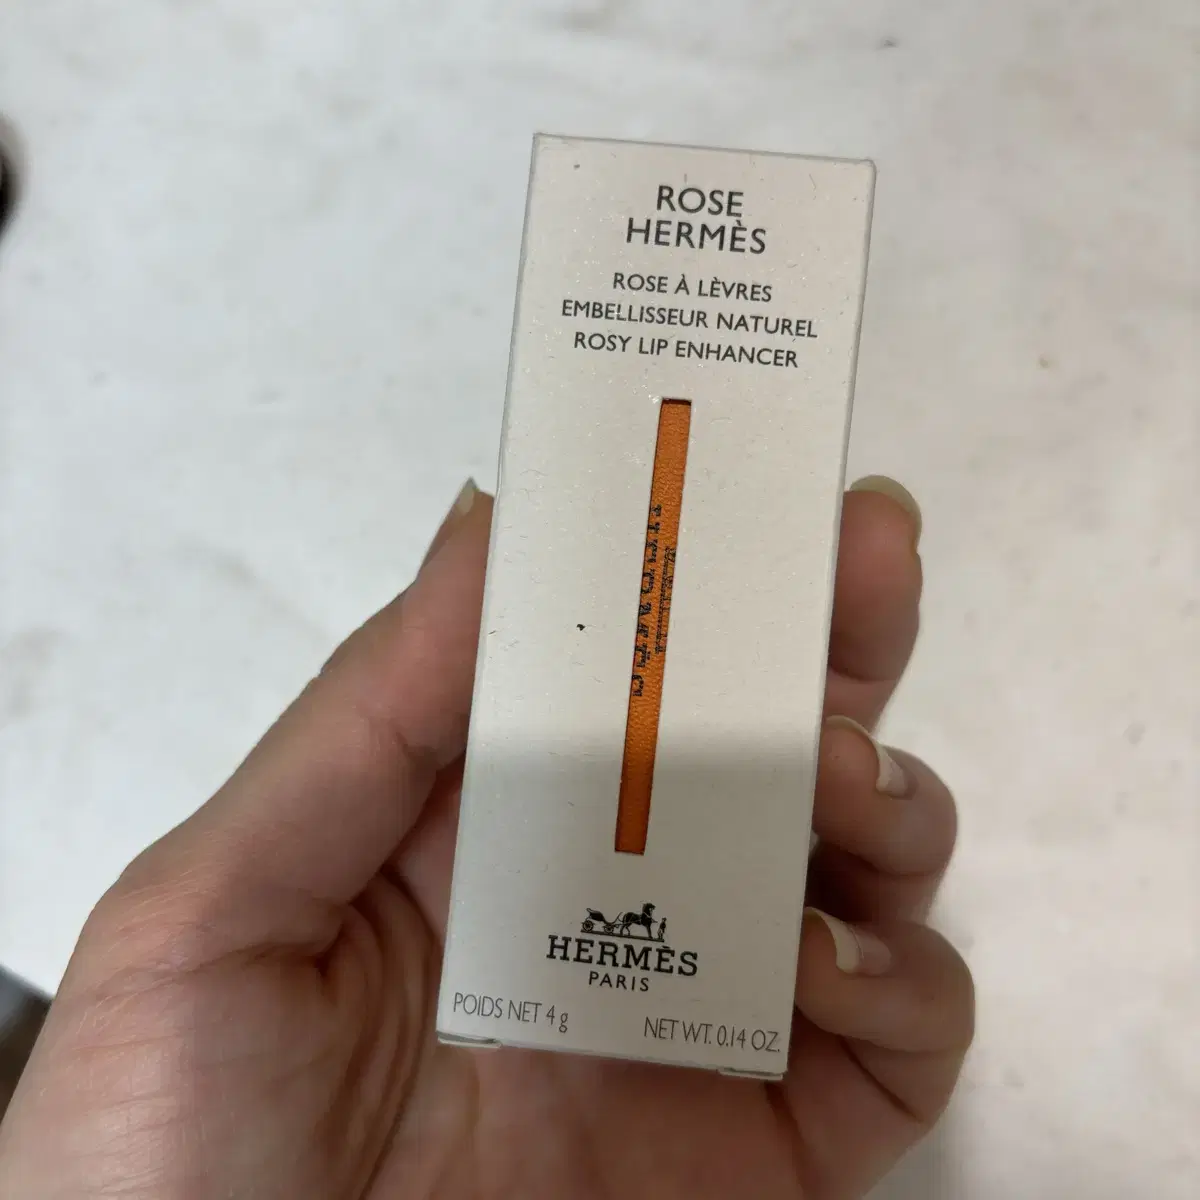 ROSE
HERMÈS
ROSE À LÈVRES
EMBELLISSEUR NATUREL
ROSY LIP ENHANCER
HERMÈS
PARIS
POIDS NET 4 g
NET WT. 0.14 OZ.